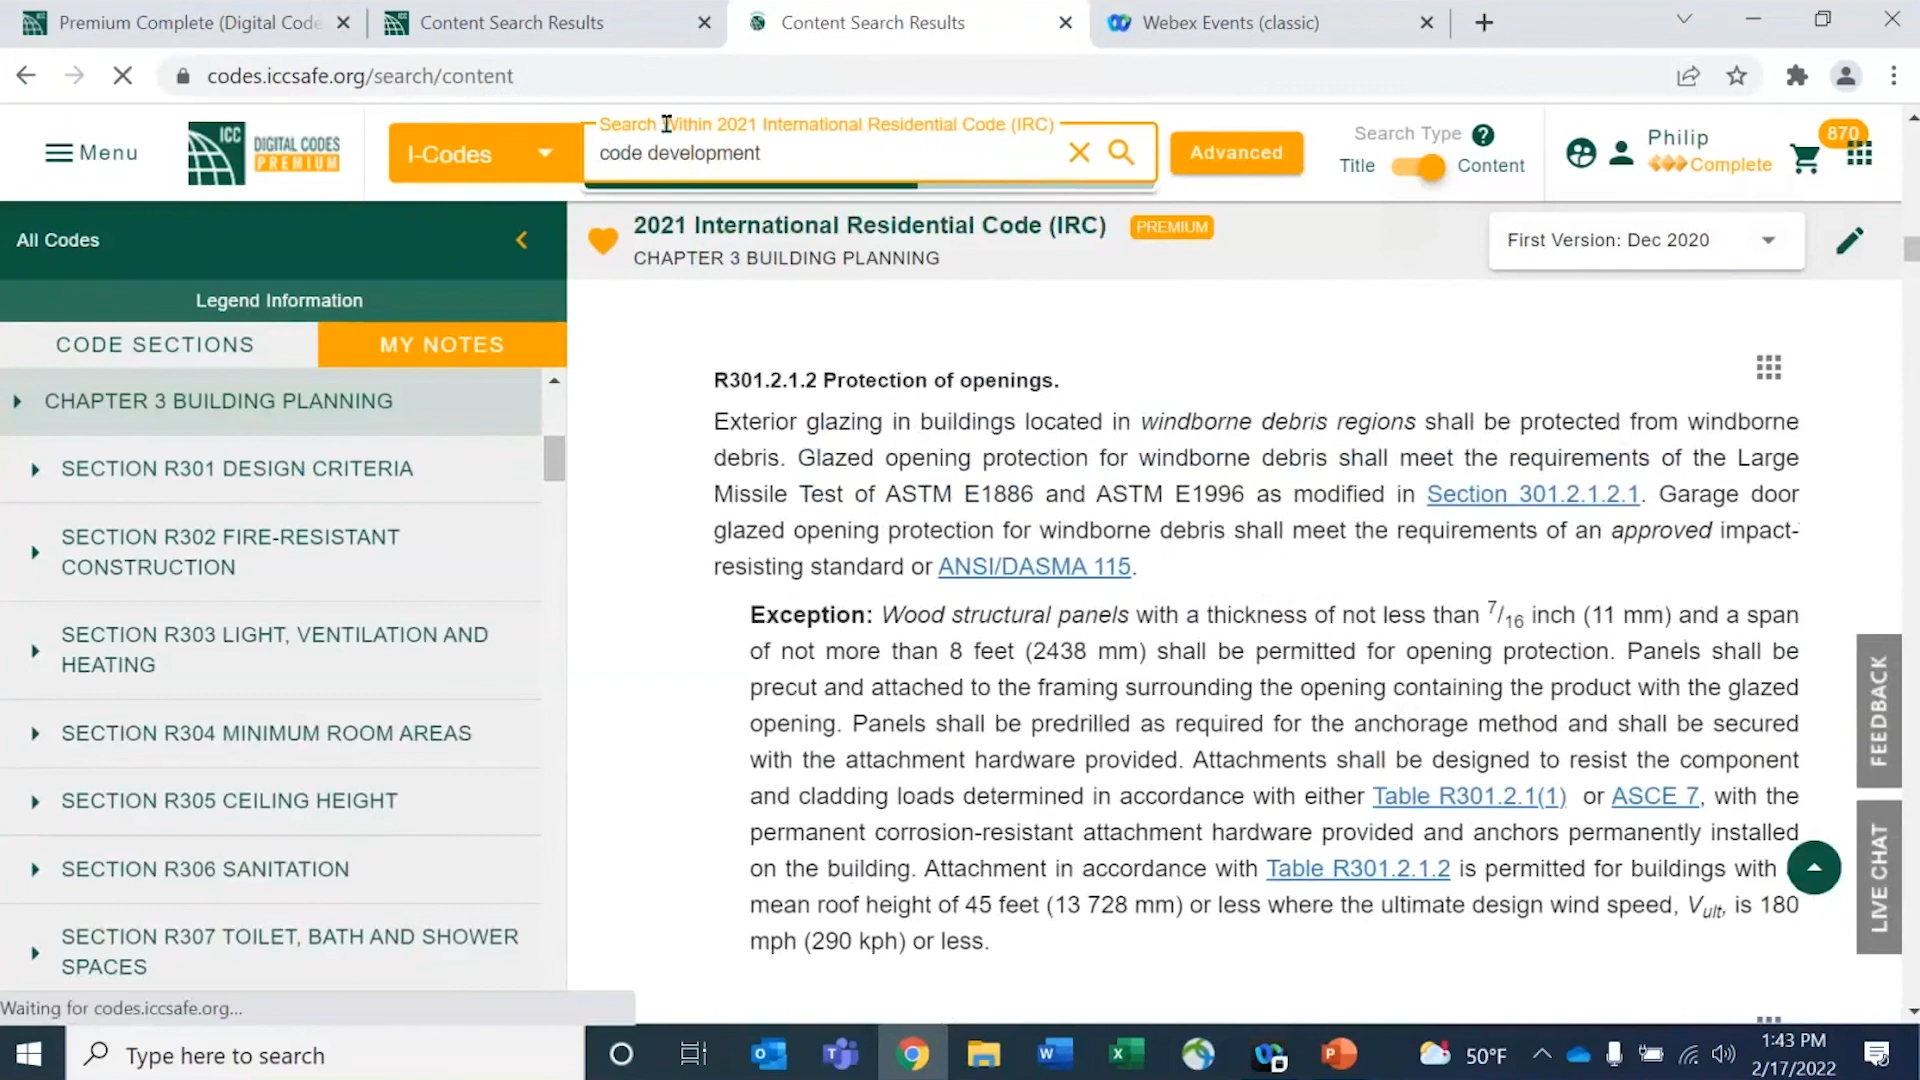 Premium Complete (Digital Code
Content Search Results
Content Search Results
Webex Events (classic)
codes.iccsafe.org/search/content
Menu
ICC
DIGITAL CODES
PREMIUM
I-Codes
Search Within 2021 International Residential Code (IRC)
code development
Advanced
Search Type ?
Title
Content
Philip
Complete
870
All Codes
Legend Information
CODE SECTIONS
MY NOTES
CHAPTER 3 BUILDING PLANNING
SECTION R301 DESIGN CRITERIA
SECTION R302 FIRE-RESISTANT
CONSTRUCTION
SECTION R303 LIGHT, VENTILATION AND
HEATING
SECTION R304 MINIMUM ROOM AREAS
SECTION R305 CEILING HEIGHT
SECTION R306 SANITATION
SECTION R307 TOILET, BATH AND SHOWER
SPACES
2021 International Residential Code (IRC)
PREMIUM
CHAPTER 3 BUILDING PLANNING
First Version: Dec 2020
R301.2.1.2 Protection of openings.
Exterior glazing in buildings located in windborne debris regions shall be protected from windborne
debris. Glazed opening protection for windborne debris shall meet the requirements of the Large
Missile Test of ASTM E1886 and ASTM E1996 as modified in Section 301.2.1.2.1. Garage door
glazed opening protection for windborne debris shall meet the requirements of an approved impact-
resisting standard or ANSI/DASMA 115.
Exception: Wood structural panels with a thickness of not less than 7/16 inch (11 mm) and a span
of not more than 8 feet (2438 mm) shall be permitted for opening protection. Panels shall be
precut and attached to the framing surrounding the opening containing the product with the glazed
opening. Panels shall be predrilled as required for the anchorage method and shall be secured
with the attachment hardware provided. Attachments shall be designed to resist the component
and cladding loads determined in accordance with either Table R301.2.1(1) or ASCE 7, with the
permanent corrosion-resistant attachment hardware provided and anchors permanently installed
on the building. Attachment in accordance with Table R301.2.1.2 is permitted for buildings with
mean roof height of 45 feet (13 728 mm) or less where the ultimate design wind speed, Vult, is 180
mph (290 kph) or less.
FEEDBACK
LIVE CHAT
Waiting for codes.iccsafe.org...
Type here to search
50°F
1:43 PM
2/17/2022